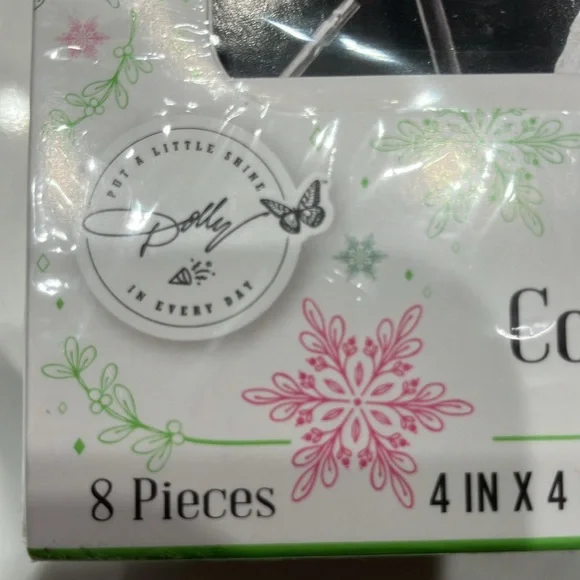 PUT A LITTLE SHINE
Dolly
IN EVERY DAY
Co
8 Pieces
4 IN X 4